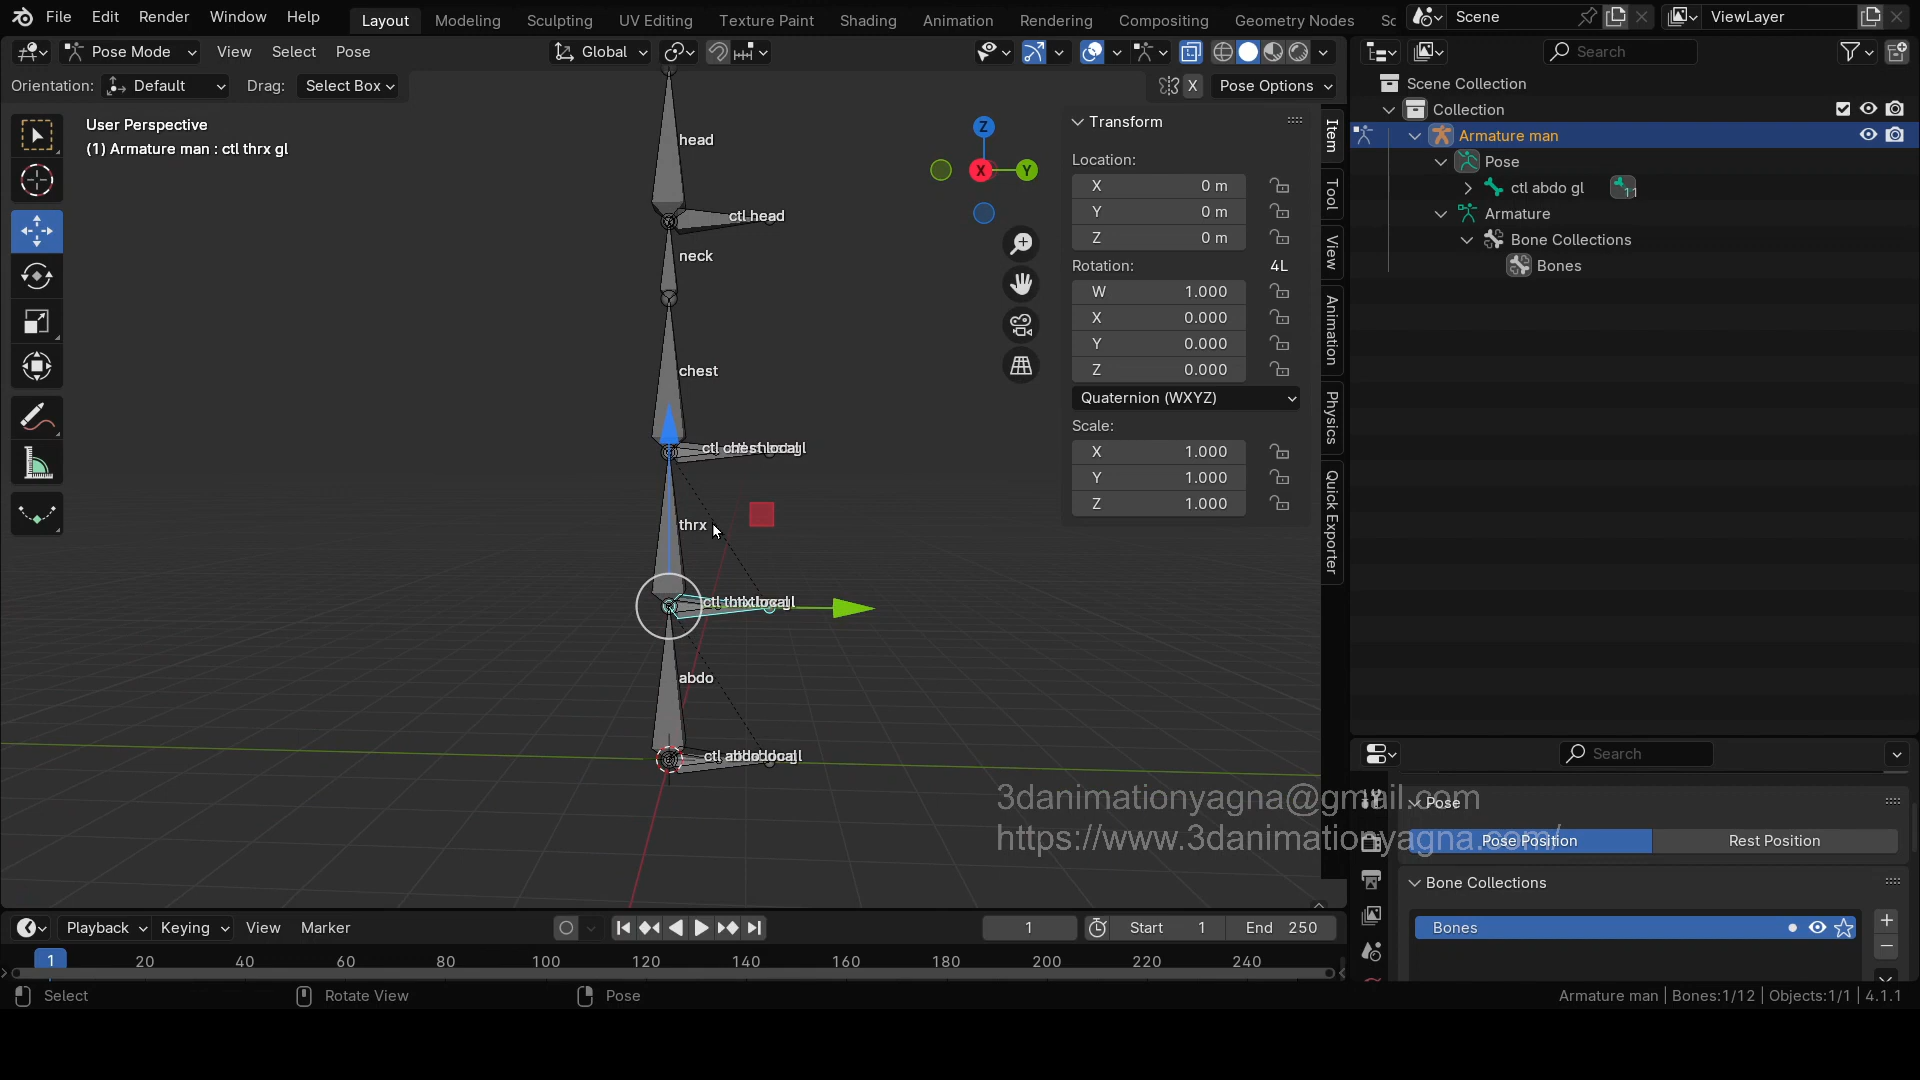 File Edit Render Window Help
Layout Modeling Sculpting UV Editing Texture Paint Shading Animation Rendering Compositing Geometry Nodes Sc
Scene
ViewLayer
Pose Mode View Select Pose
Global
Search
Orientation: Default Drag: Select Box
X Pose Options
User Perspective
(1) Armature man : ctl thrx gl
head
ctl head
neck
chest
thrx
abdo
Z
X
Y
Transform
Location:
X 0 m
Y 0 m
Z 0 m
Rotation: 4L
W 1.000
X 0.000
Y 0.000
Z 0.000
Quaternion (WXYZ)
Scale:
X 1.000
Y 1.000
Z 1.000
Item
Tool
View
Animation
Physics
Quick Exporter
Scene Collection
Collection
Armature man
Pose
ctl abdo gl 11
Armature
Bone Collections
Bones
Search
3danimationyagna@gmail.com
https://www.3danimationyagna.com/
Pose
Pose Position Rest Position
Bone Collections
Bones
Playback Keying View Marker
1 Start 1 End 250
1 20 40 60 80 100 120 140 160 180 200 220 240
Select Rotate View Pose
Armature man | Bones:1/12 | Objects:1/1 | 4.1.1